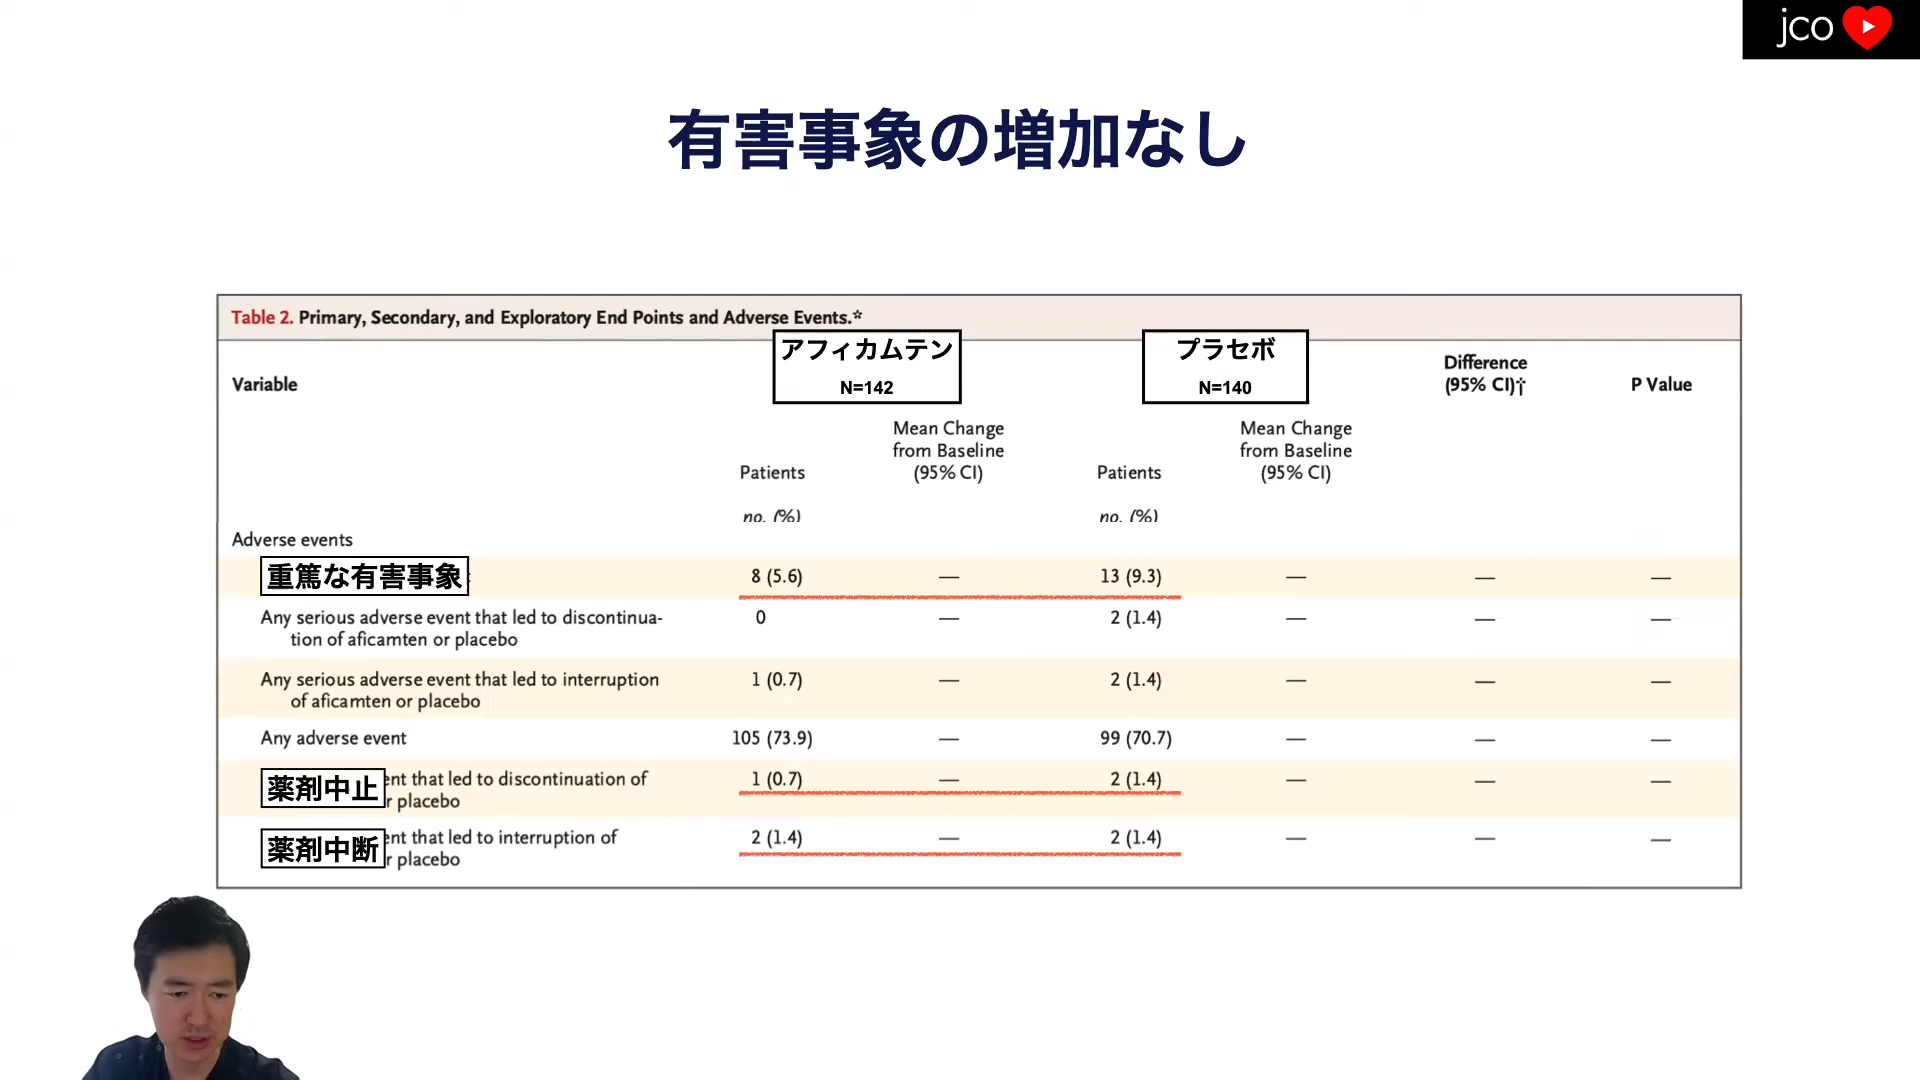 jco
有害事象の増加なし
Table 2. Primary, Secondary, and Exploratory End Points and Adverse Events.*
アフィカムテン プラセボ
N=142 N=140
Variable Difference (95% CI)† P Value
Mean Change from Baseline (95% CI) Mean Change from Baseline (95% CI)
Patients Patients
no. (%) no. (%)
Adverse events
重篤な有害事象 8 (5.6) — 13 (9.3) — — —
Any serious adverse event that led to discontinua-
tion of aficamten or placebo 0 — 2 (1.4) — — —
Any serious adverse event that led to interruption
of aficamten or placebo 1 (0.7) — 2 (1.4) — — —
Any adverse event 105 (73.9) — 99 (70.7) — — —
薬剤中止 ent that led to discontinuation of
r placebo 1 (0.7) — 2 (1.4) — — —
薬剤中断 ent that led to interruption of
r placebo 2 (1.4) — 2 (1.4) — — —